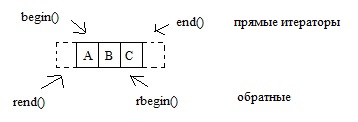 begin()
end() прямые итераторы
A B C
rend() rbegin() обратные